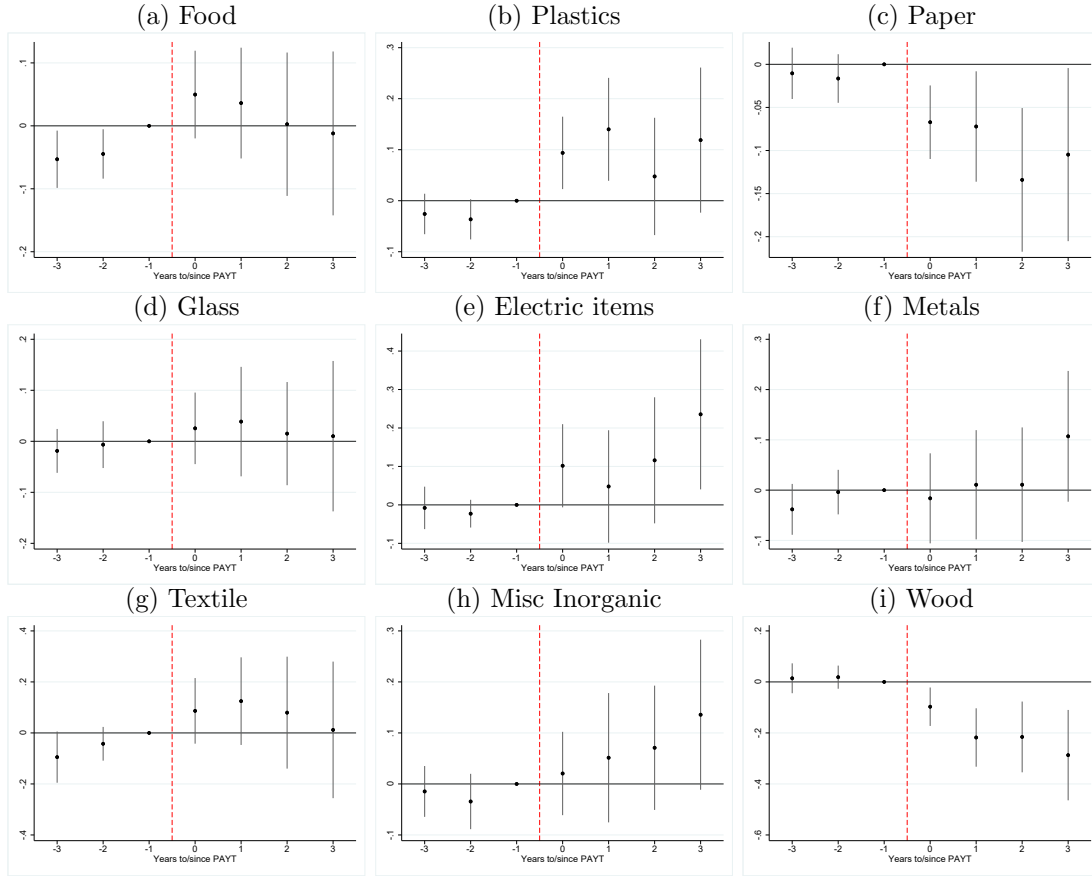 (a) Food
.1
0
-.1
-.2
-3 -2 -1 0 1 2 3
Years to/since PAYT
(b) Plastics
.3
.2
.1
0
-.1
-3 -2 -1 0 1 2 3
Years to/since PAYT
(c) Paper
0
-.05
-.1
-.15
-.2
-3 -2 -1 0 1 2 3
Years to/since PAYT
(d) Glass
.2
.1
0
-.1
-.2
-3 -2 -1 0 1 2 3
Years to/since PAYT
(e) Electric items
.4
.3
.2
.1
0
-.1
-3 -2 -1 0 1 2 3
Years to/since PAYT
(f) Metals
.3
.2
.1
0
-.1
-3 -2 -1 0 1 2 3
Years to/since PAYT
(g) Textile
.4
.2
0
-.2
-.4
-3 -2 -1 0 1 2 3
Years to/since PAYT
(h) Misc Inorganic
.3
.2
.1
0
-.1
-3 -2 -1 0 1 2 3
Years to/since PAYT
(i) Wood
.2
0
-.2
-.4
-.6
-3 -2 -1 0 1 2 3
Years to/since PAYT